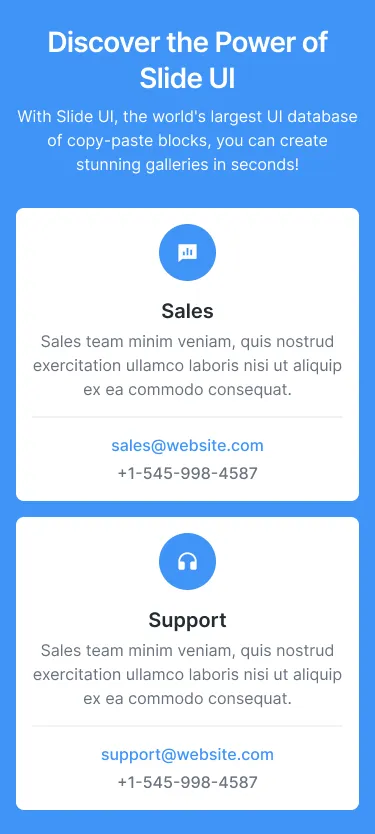 Discover the Power of
Slide UI
With Slide UI, the world's largest UI database
of copy-paste blocks, you can create
stunning galleries in seconds!
Sales
Sales team minim veniam, quis nostrud
exercitation ullamco laboris nisi ut aliquip
ex ea commodo consequat.
sales@website.com
+1-545-998-4587
Support
Sales team minim veniam, quis nostrud
exercitation ullamco laboris nisi ut aliquip
ex ea commodo consequat.
support@website.com
+1-545-998-4587